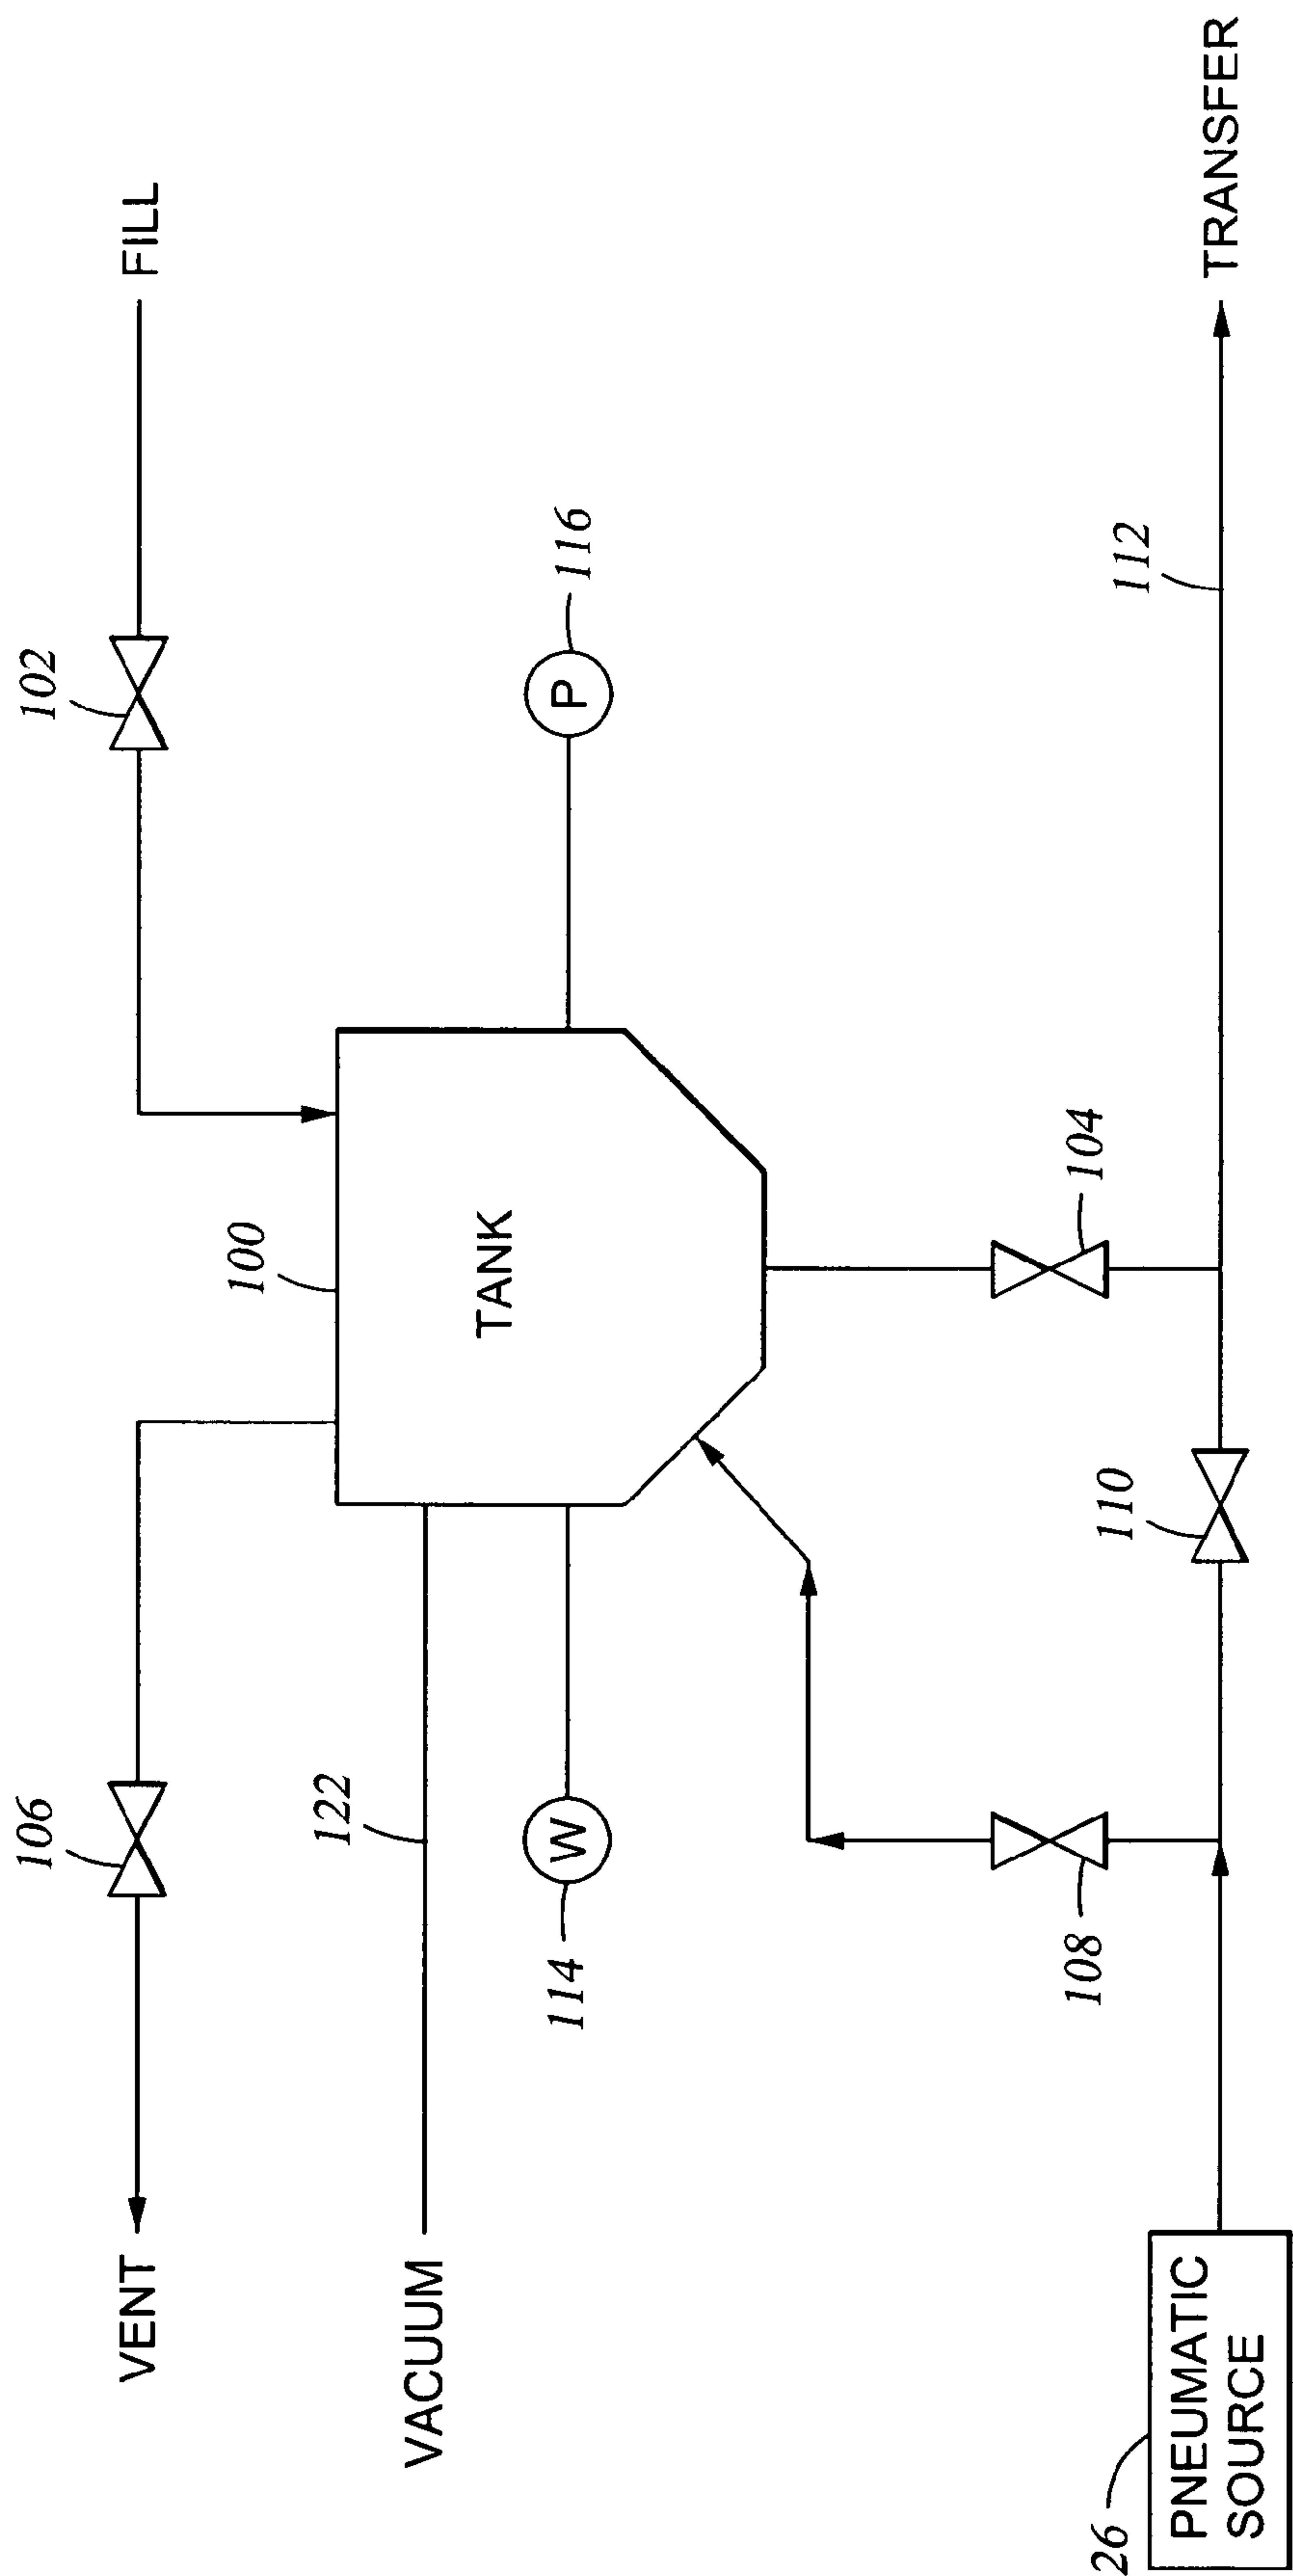 106
102
VENT
FILL
100
122
VACUUM
TANK
114
W
P
116
108
104
110
112
26
PNEUMATIC
SOURCE
TRANSFER